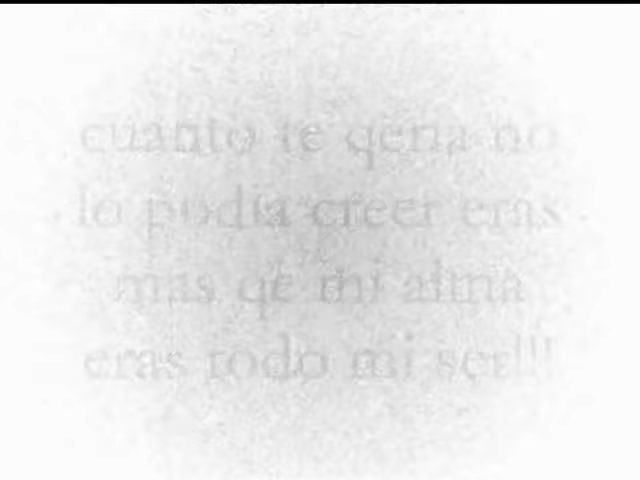 cuanto te qeria no
lo podia creer eras
mas qe mi alma
eras todo mi ser!!!